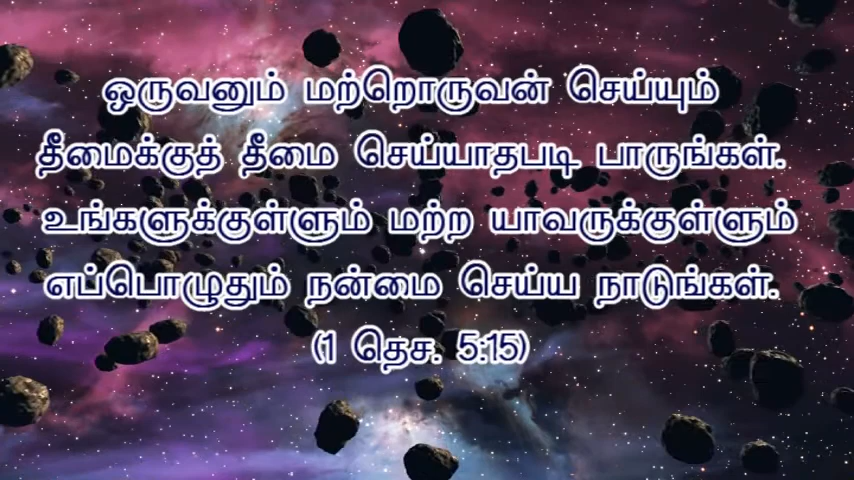 ஒருவனும் மற்றொருவன் செய்யும்
தீமைக்குத் தீமை செய்யாதபடி பாருங்கள்.
உங்களுக்குள்ளும் மற்ற யாவருக்குள்ளும்
எப்பொழுதும் நன்மை செய்ய நாடுங்கள்.
(1 தெச. 5:15)